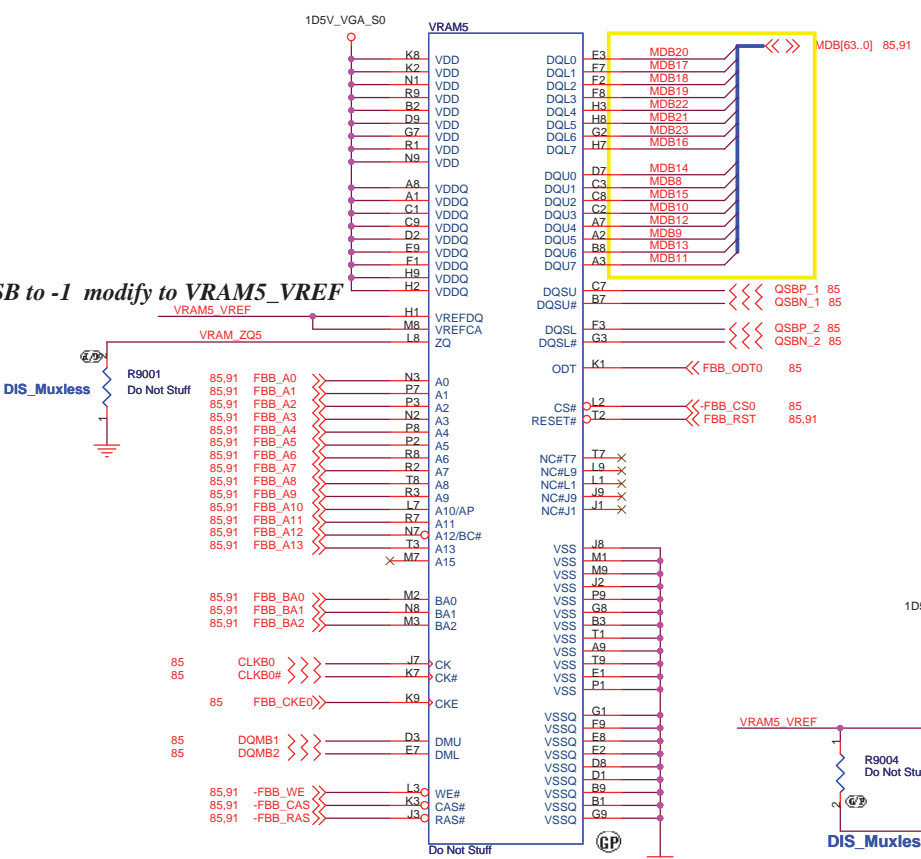 1D5V_VGA_S0
VRAM5
K8 VDD
K2 VDD
N1 VDD
R9 VDD
B2 VDD
D9 VDD
G7 VDD
R1 VDD
N9 VDD
A8 VDDQ
A1 VDDQ
C1 VDDQ
C9 VDDQ
D2 VDDQ
E9 VDDQ
F1 VDDQ
H9 VDDQ
H2 VDDQ
SB to -1 modify to VRAM5_VREF
VRAM5_VREF H1 VREFDQ
M8 VREFCA
VRAM_ZQ5 L8 ZQ
2
R9001
DIS_Muxless
Do Not Stuff
1
85,91 FBB_A0 N3 A0
85,91 FBB_A1 P7 A1
85,91 FBB_A2 P3 A2
85,91 FBB_A3 N2 A3
85,91 FBB_A4 P8 A4
85,91 FBB_A5 P2 A5
85,91 FBB_A6 R8 A6
85,91 FBB_A7 R2 A7
85,91 FBB_A8 T8 A8
85,91 FBB_A9 R3 A9
85,91 FBB_A10 L7 A10/AP
85,91 FBB_A11 R7 A11
85,91 FBB_A12 N7 A12/BC#
85,91 FBB_A13 T3 A13
M7 A15
85,91 FBB_BA0 M2 BA0
85,91 FBB_BA1 N8 BA1
85,91 FBB_BA2 M3 BA2
85 CLKB0 J7 CK
85 CLKB0# K7 CK#
85 FBB_CKE0 K9 CKE
85 DQMB1 D3 DMU
85 DQMB2 E7 DML
85,91 -FBB_WE L3 WE#
85,91 -FBB_CAS K3 CAS#
85,91 -FBB_RAS J3 RAS#
Do Not Stuff
DQL0 E3 MDB20
DQL1 F7 MDB17
DQL2 F2 MDB18
DQL3 F8 MDB19
DQL4 H3 MDB22
DQL5 H8 MDB21
DQL6 G2 MDB23
DQL7 H7 MDB16
MDB[63..0] 85,91
DQU0 D7 MDB14
DQU1 C3 MDB8
DQU2 C8 MDB15
DQU3 C2 MDB10
DQU4 A7 MDB12
DQU5 A2 MDB9
DQU6 B8 MDB13
DQU7 A3 MDB11
DQSU C7 QSBP_1 85
DQSU# B7 QSBN_1 85
DQSL F3 QSBP_2 85
DQSL# G3 QSBN_2 85
ODT K1 FBB_ODT0 85
CS# L2 -FBB_CS0 85
RESET# T2 FBB_RST 85,91
NC#T7 T7
NC#L9 L9
NC#L1 L1
NC#J9 J9
NC#J1 J1
VSS J8
VSS M1
VSS M9
VSS J2
VSS P9
VSS G8
VSS B3
VSS T1
VSS A9
VSS T9
VSS E1
VSS P1
VSSQ G1
VSSQ F9
VSSQ E8
VSSQ E2
VSSQ D8
VSSQ D1
VSSQ B9
VSSQ B1
VSSQ G9
GP
1D5
VRAM5_VREF
1
R9004
Do Not Stu
2
DIS_Muxles